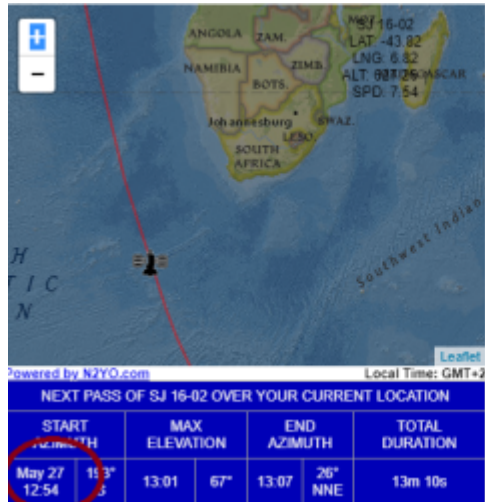 +
ANGOLA
ZAM.
SJ 16-02
LAT: -43.82
LNG: 6.82
NAMIBIA
ZIMB.
ALT:
BOTS.
SPD: 7.54
Johannesburg
SWAZ.
LESO.
SOUTH
AFRICA
Southwest Indian
H
T I C
N
Leaflet
Powered by N2YO.com
Local Time: GMT+2
NEXT PASS OF SJ 16-02 OVER YOUR CURRENT LOCATION
START
AZIMUTH
MAX
ELEVATION
END
AZIMUTH
TOTAL
DURATION
May 27
12:54
193°
S
13:01
67°
13:07
26°
NNE
13m 10s